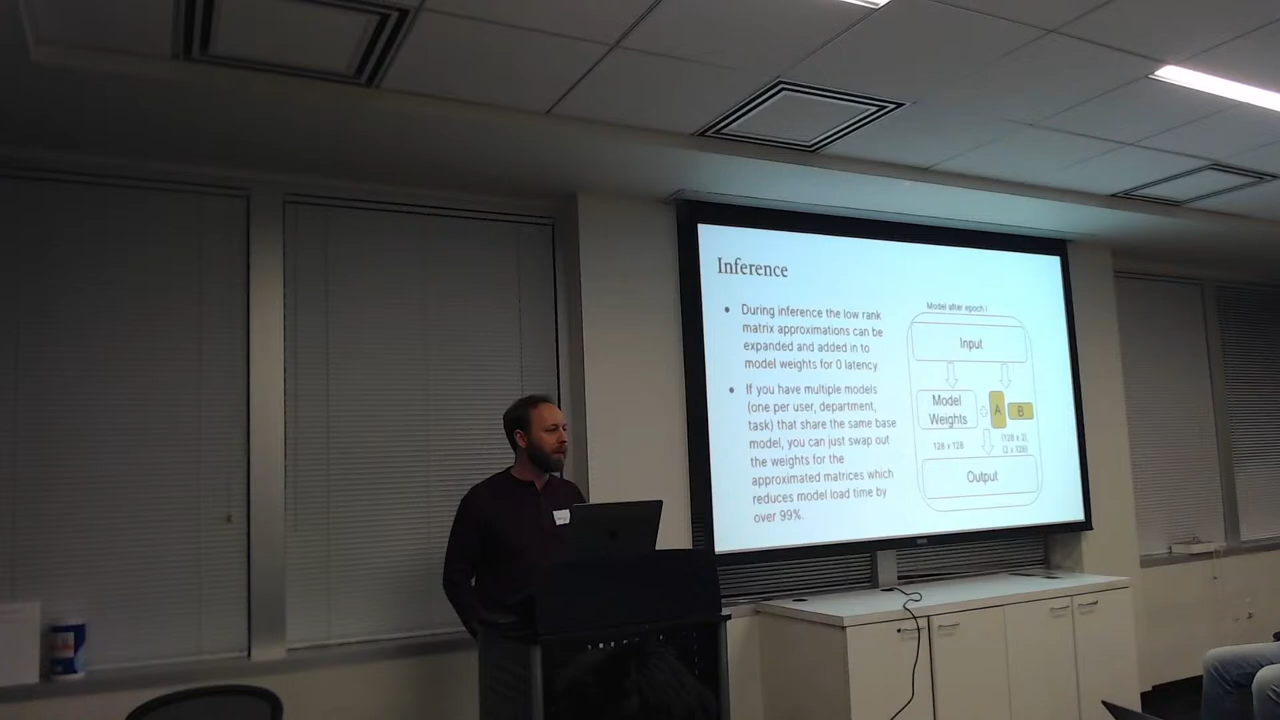 Inference
During inference the low rank
matrix approximations can be
expanded and added in to
model weights for 0 latency
If you have multiple models
(one per user, department,
task) that share the same base
model, you can just swap out
the weights for the
approximated matrices which
reduces model load time by
over 99%.
Model after epoch i
Input
Model
Weights
A
B
128 x 128
(128 x 2),
(2 x 128)
Output